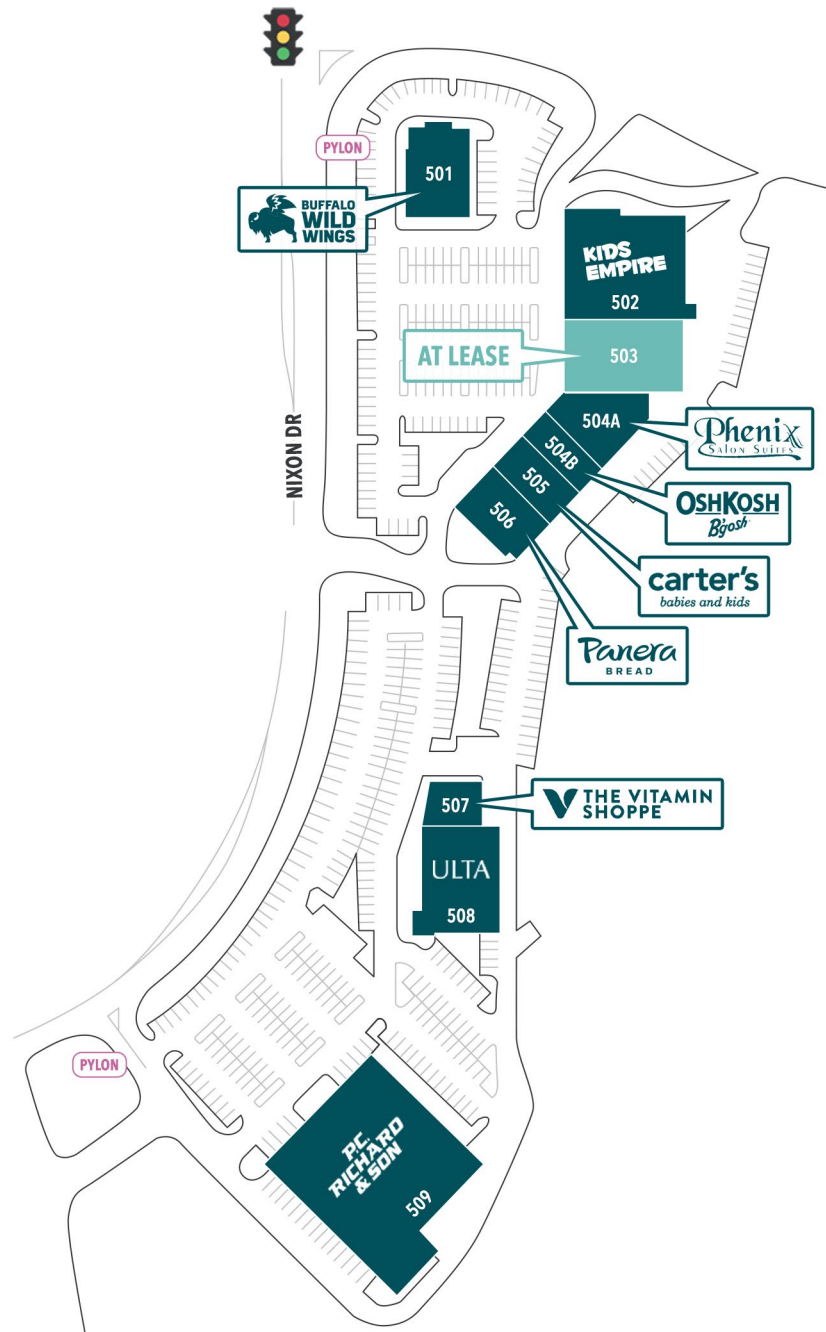 PYLON
501
BUFFALO
WILD
WINGS
KIDS
EMPIRE
502
AT LEASE
503
NIXON DR
504A
Phenix
SALON SUITES
504B
OSHKOSH
B'gosh
505
carter's
babies and kids
506
Panera
BREAD
507
THE VITAMIN
SHOPPE
ULTA
508
PYLON
P.C.
RICHARD
& SON
509